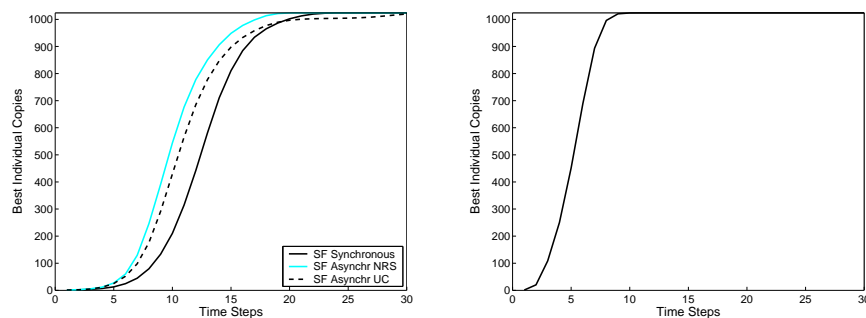 1000
900
800
700
600
500
400
300
200
100
0
Best Individual Copies
0 5 10 15 20 25 30
Time Steps
SF Synchronous
SF Asynchr NRS
SF Asynchr UC
1000
900
800
700
600
500
400
300
200
100
0
Best Individual Copies
0 5 10 15 20 25 30
Time Steps